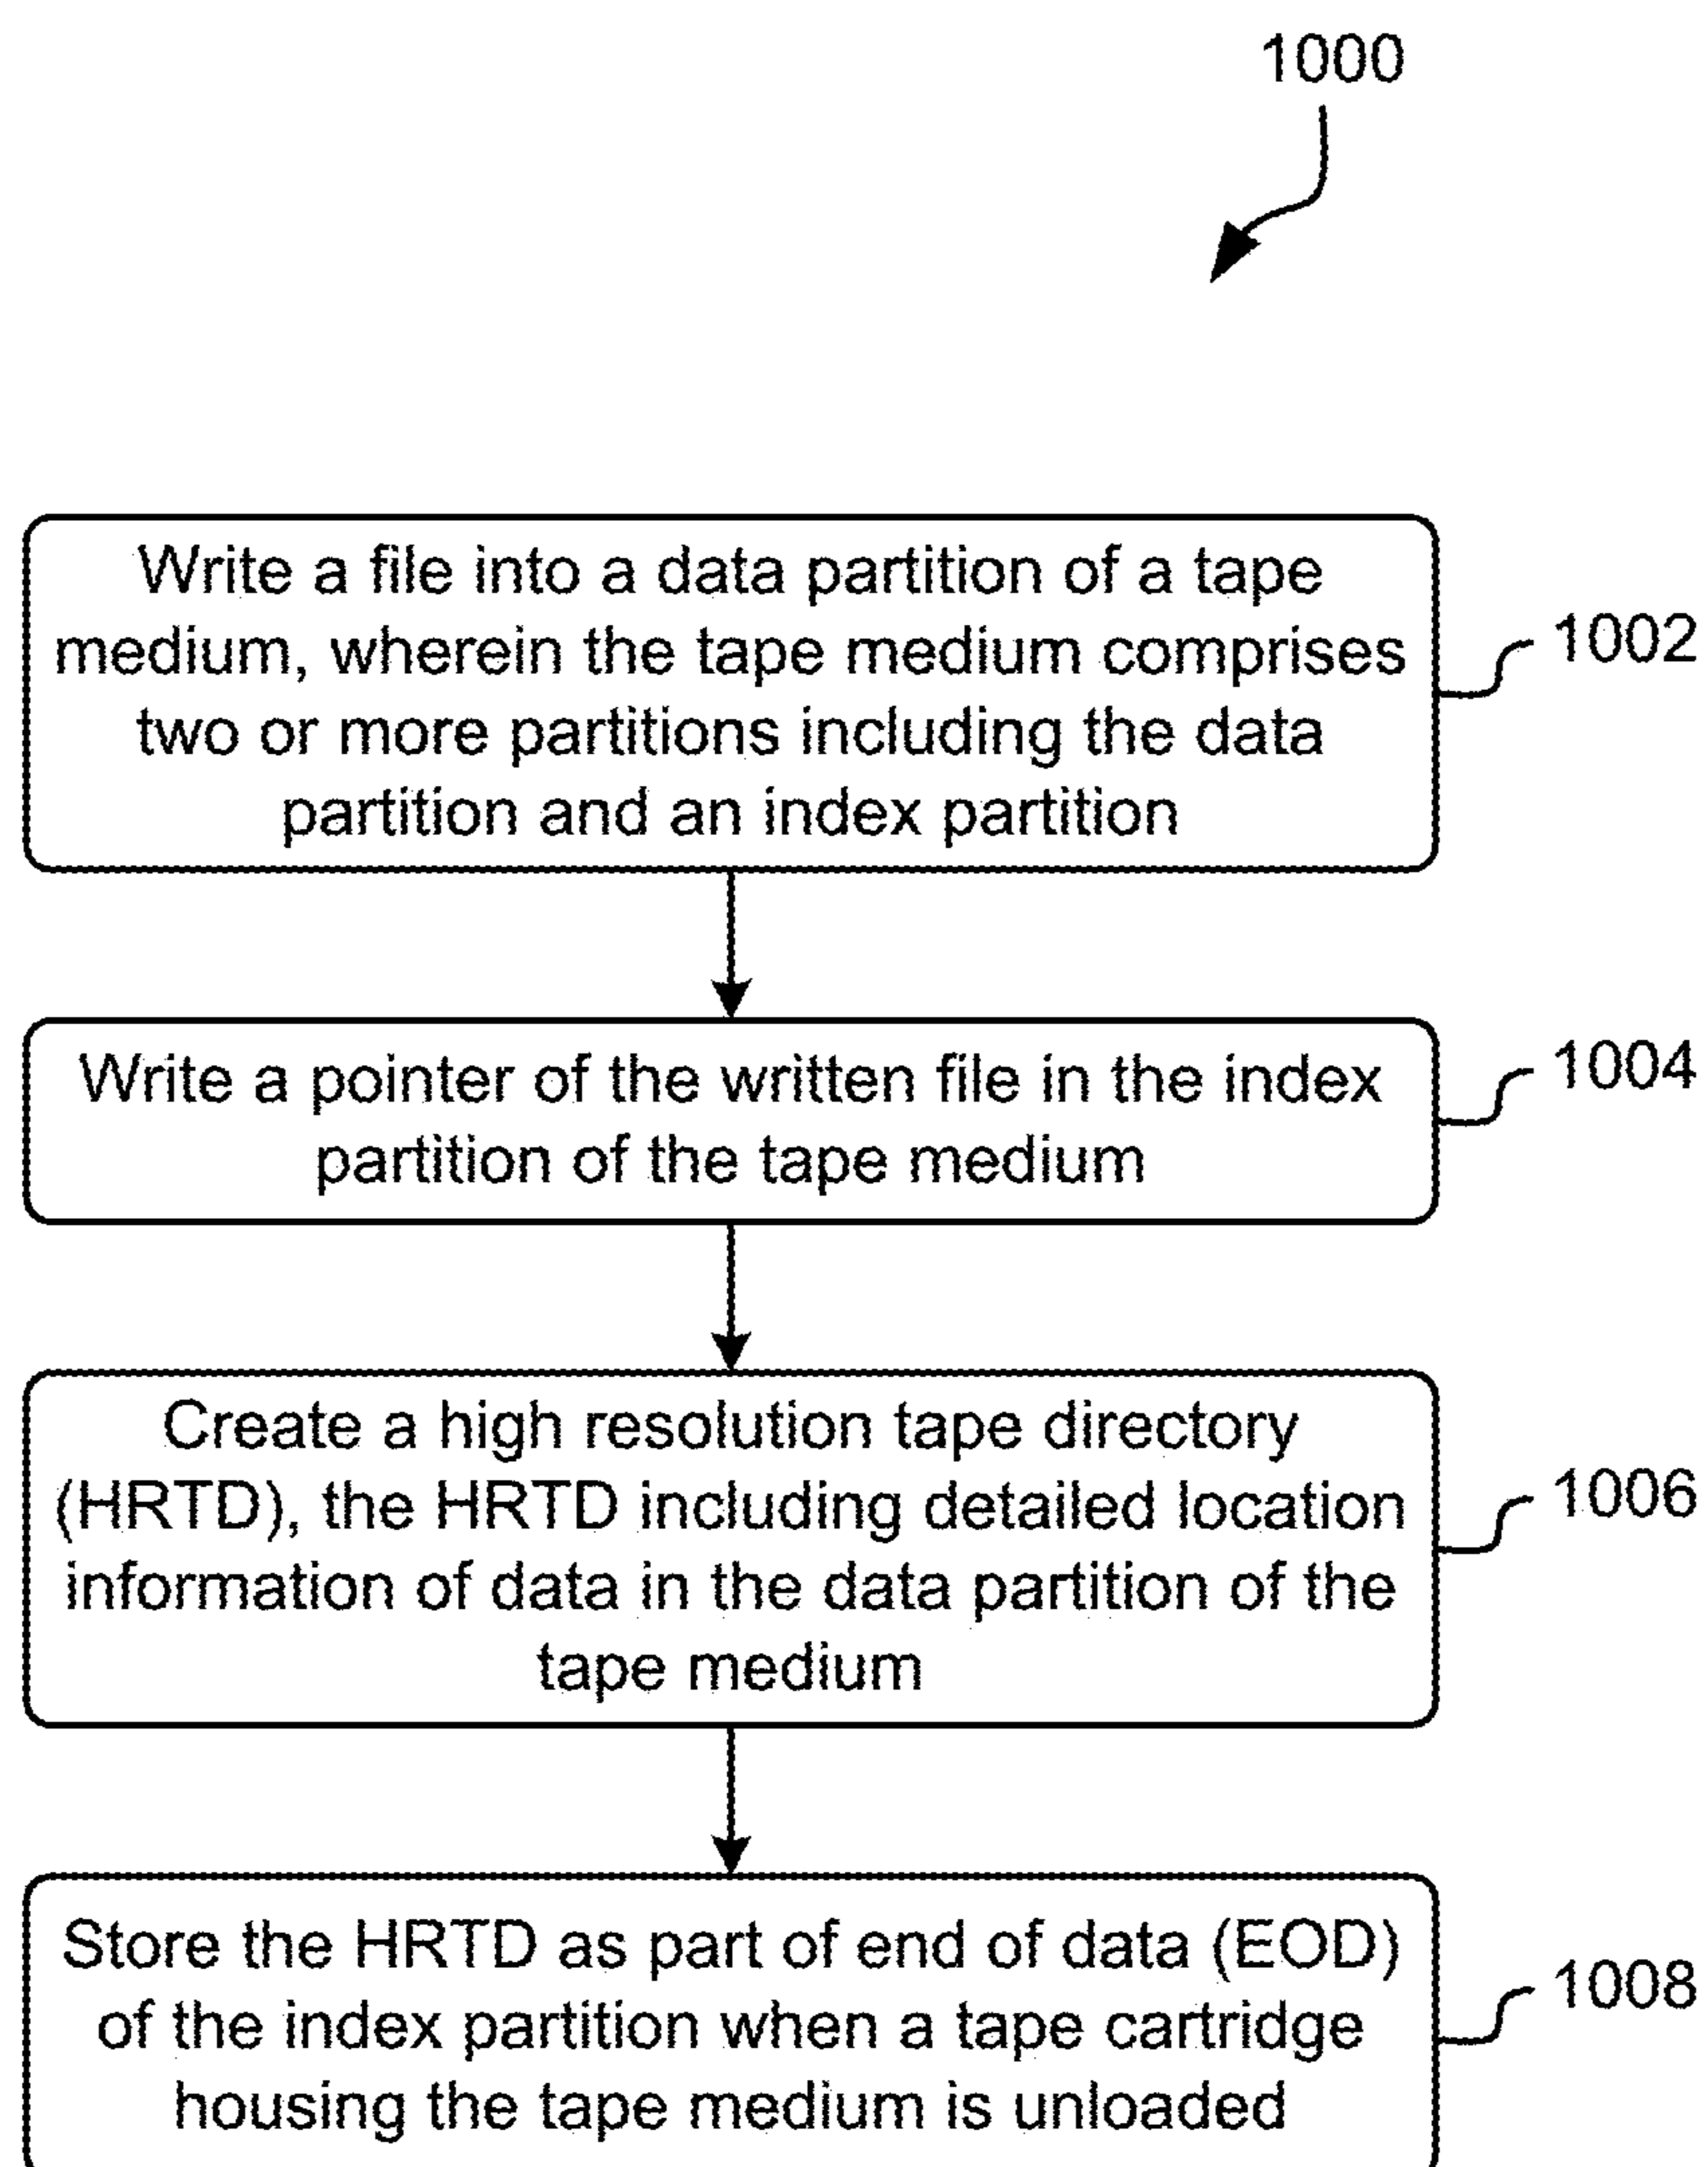 1000
Write a file into a data partition of a tape
medium, wherein the tape medium comprises
two or more partitions including the data
partition and an index partition
1002
Write a pointer of the written file in the index
partition of the tape medium
1004
Create a high resolution tape directory
(HRTD), the HRTD including detailed location
information of data in the data partition of the
tape medium
1006
Store the HRTD as part of end of data (EOD)
of the index partition when a tape cartridge
housing the tape medium is unloaded
1008